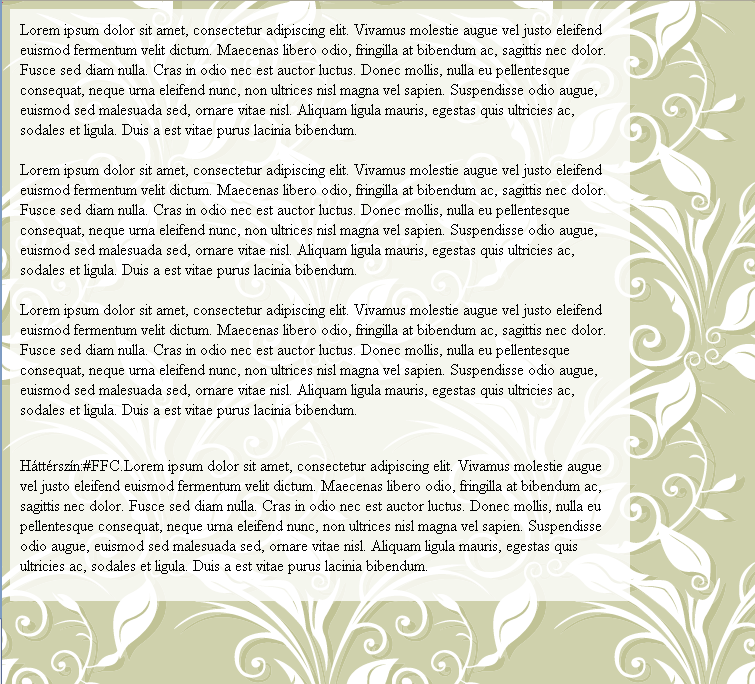 Lorem ipsum dolor sit amet, consectetur adipiscing elit. Vivamus molestie augue vel justo eleifend
euismod fermentum velit dictum. Maecenas libero odio, fringilla at bibendum ac, sagittis nec dolor.
Fusce sed diam nulla. Cras in odio nec est auctor luctus. Donec mollis, nulla eu pellentesque
consequat, neque urna eleifend nunc, non ultrices nisl magna vel sapien. Suspendisse odio augue,
euismod sed malesuada sed, ornare vitae nisl. Aliquam ligula mauris, egestas quis ultricies ac,
sodales et ligula. Duis a est vitae purus lacinia bibendum.
Lorem ipsum dolor sit amet, consectetur adipiscing elit. Vivamus molestie augue vel justo eleifend
euismod fermentum velit dictum. Maecenas libero odio, fringilla at bibendum ac, sagittis nec dolor.
Fusce sed diam nulla. Cras in odio nec est auctor luctus. Donec mollis, nulla eu pellentesque
consequat, neque urna eleifend nunc, non ultrices nisl magna vel sapien. Suspendisse odio augue,
euismod sed malesuada sed, ornare vitae nisl. Aliquam ligula mauris, egestas quis ultricies ac,
sodales et ligula. Duis a est vitae purus lacinia bibendum.
Lorem ipsum dolor sit amet, consectetur adipiscing elit. Vivamus molestie augue vel justo eleifend
euismod fermentum velit dictum. Maecenas libero odio, fringilla at bibendum ac, sagittis nec dolor.
Fusce sed diam nulla. Cras in odio nec est auctor luctus. Donec mollis, nulla eu pellentesque
consequat, neque urna eleifend nunc, non ultrices nisl magna vel sapien. Suspendisse odio augue,
euismod sed malesuada sed, ornare vitae nisl. Aliquam ligula mauris, egestas quis ultricies ac,
sodales et ligula. Duis a est vitae purus lacinia bibendum.
Háttérszín:#FFC.Lorem ipsum dolor sit amet, consectetur adipiscing elit. Vivamus molestie augue
vel justo eleifend euismod fermentum velit dictum. Maecenas libero odio, fringilla at bibendum ac,
sagittis nec dolor. Fusce sed diam nulla. Cras in odio nec est auctor luctus. Donec mollis, nulla eu
pellentesque consequat, neque urna eleifend nunc, non ultrices nisl magna vel sapien. Suspendisse
odio augue, euismod sed malesuada sed, ornare vitae nisl. Aliquam ligula mauris, egestas quis
ultricies ac, sodales et ligula. Duis a est vitae purus lacinia bibendum.